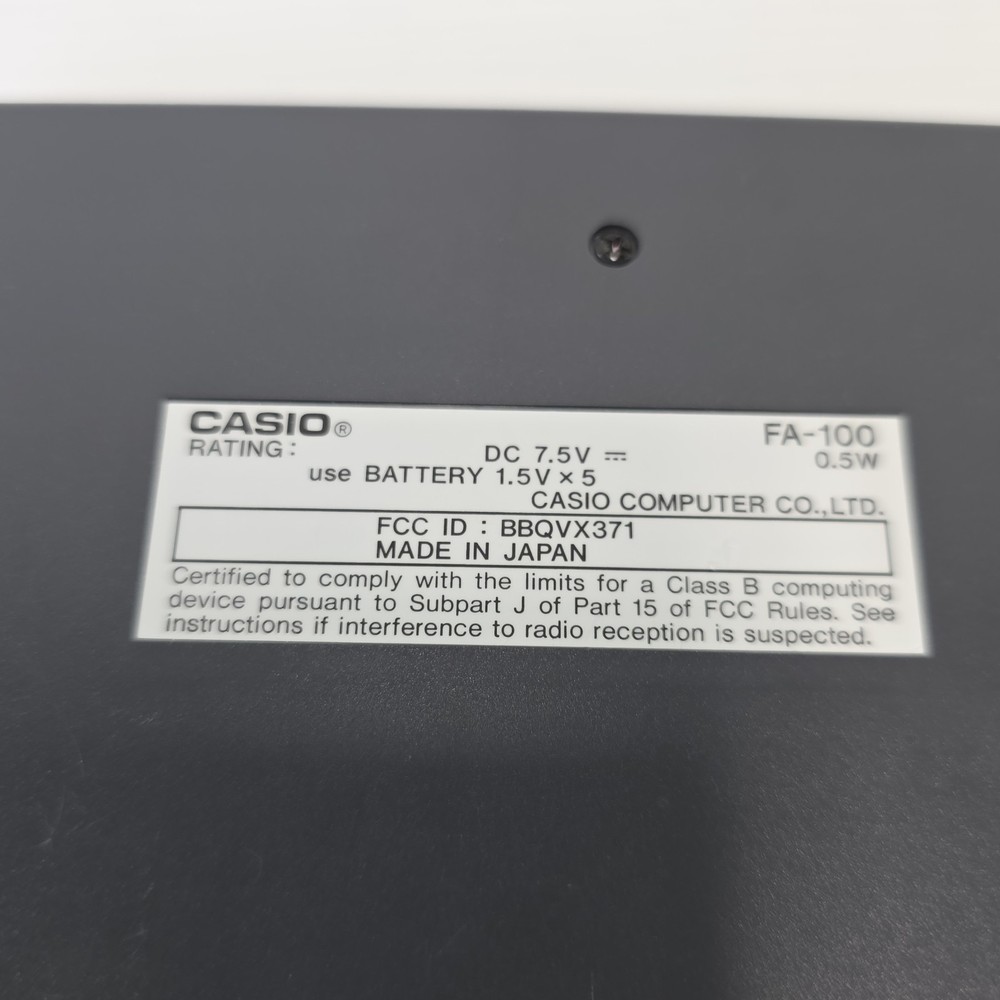 CASIO® FA-100
RATING: DC 7.5V ⎓ 0.5W
use BATTERY 1.5V × 5
CASIO COMPUTER CO.,LTD.
FCC ID : BBQVX371
MADE IN JAPAN
Certified to comply with the limits for a Class B computing
device pursuant to Subpart J of Part 15 of FCC Rules. See
instructions if interference to radio reception is suspected.